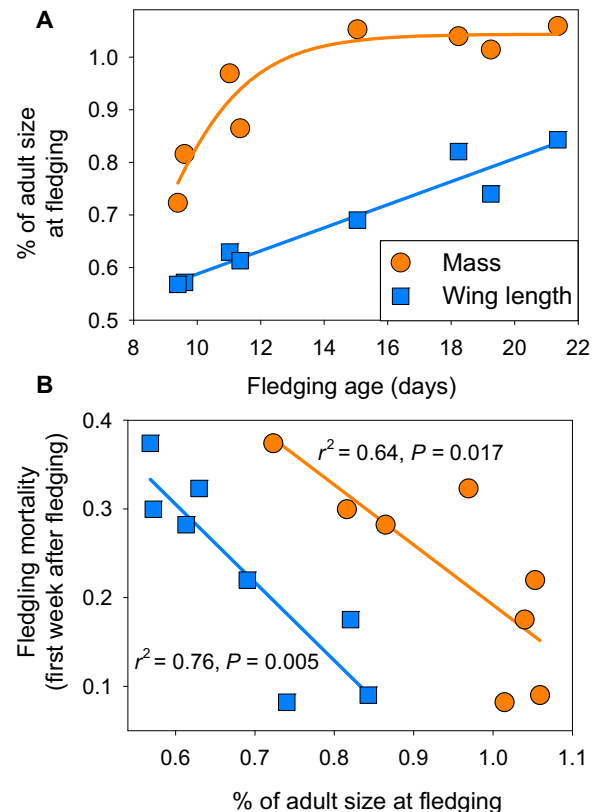 A
1.0
0.9
0.8
0.7
0.6
0.5
% of adult size
at fledging
Mass
Wing length
8 10 12 14 16 18 20 22
Fledging age (days)
B
0.4
0.3
0.2
0.1
Fledgling mortality
(first week after fledging)
r² = 0.64, P = 0.017
r² = 0.76, P = 0.005
0.6 0.7 0.8 0.9 1.0 1.1
% of adult size at fledging